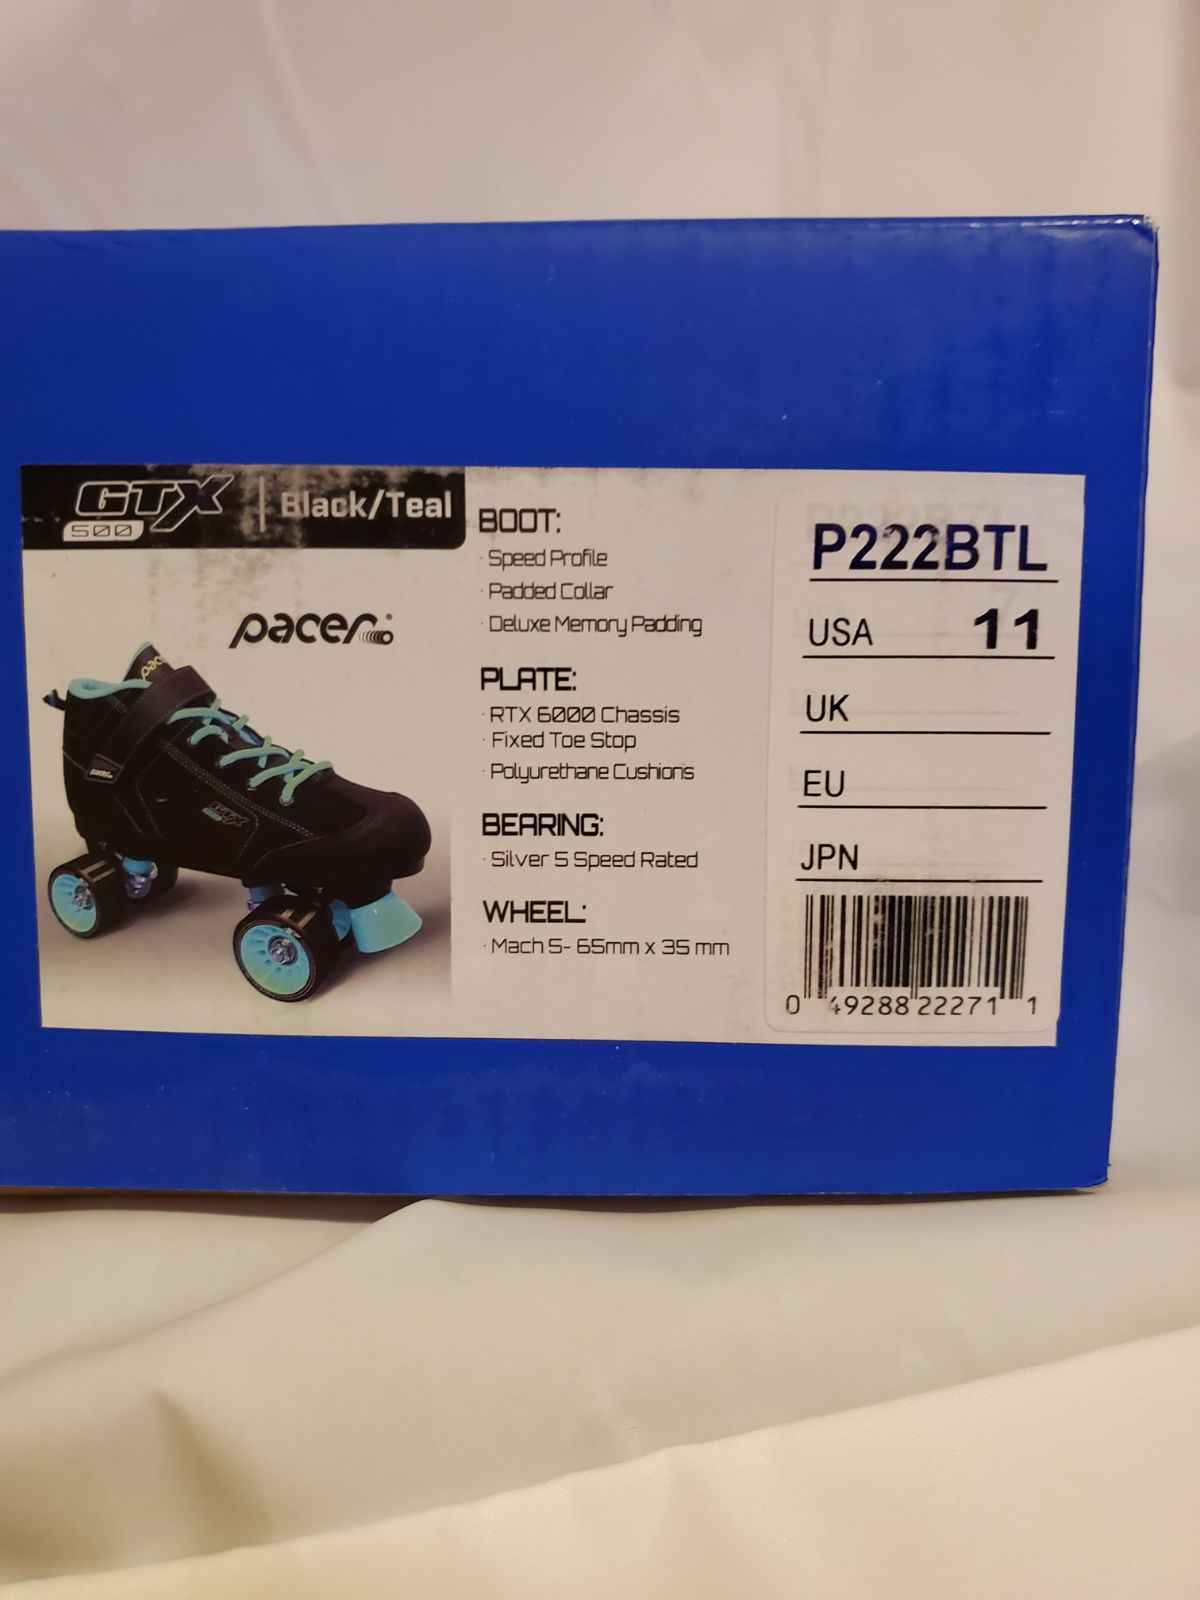 GTX
500
Black/Teal
pacer
pacer
GTX
BOOT:
· Speed Profile
· Padded Collar
· Deluxe Memory Padding
PLATE:
· RTX 6000 Chassis
· Fixed Toe Stop
· Polyurethane Cushions
BEARING:
· Silver 5 Speed Rated
WHEEL:
· Mach 5- 65mm x 35 mm
P222BTL
USA 11
UK
EU
JPN
0 49288 22271 1